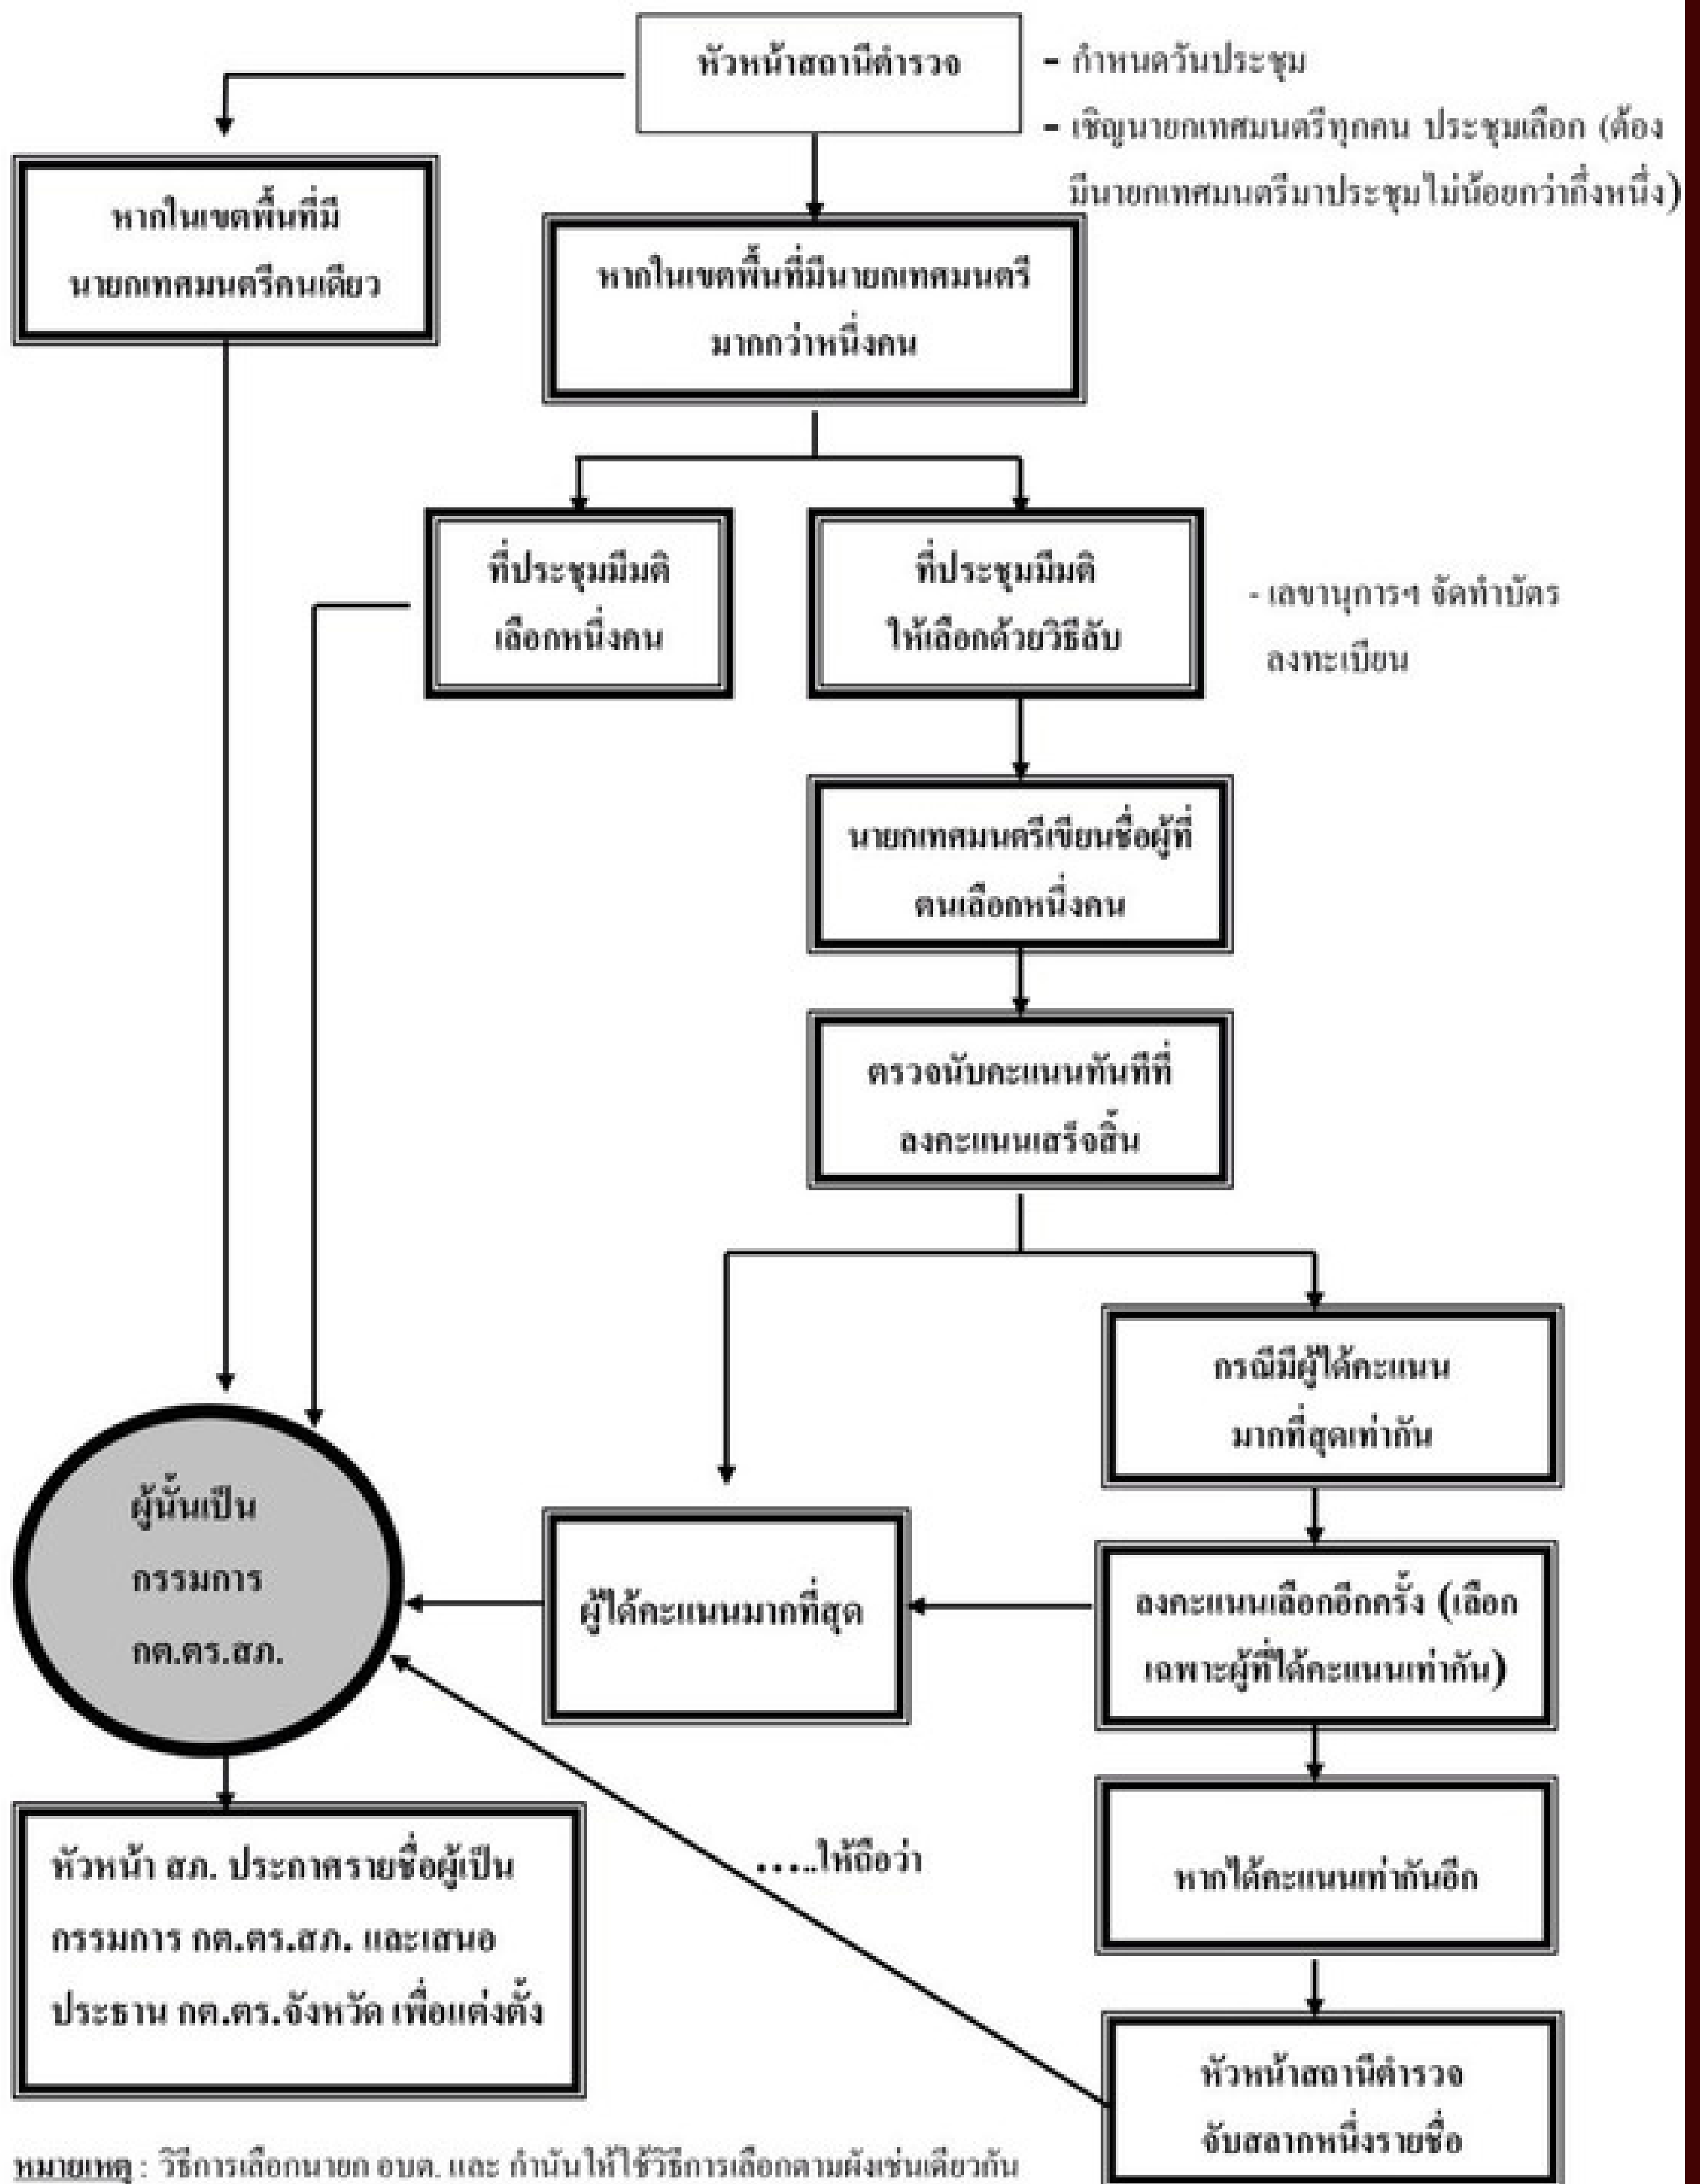 หัวหน้าสถานีตำรวจ
- กำหนดวันประชุม
- เชิญนายกเทศมนตรีทุกคน ประชุมเลือก (ต้อง
มีนายกเทศมนตรีมาประชุมไม่น้อยกว่ากึ่งหนึ่ง)
หากในเขตพื้นที่มี
นายกเทศมนตรีคนเดียว
หากในเขตพื้นที่มีนายกเทศมนตรี
มากกว่าหนึ่งคน
ที่ประชุมมีมติ
เลือกหนึ่งคน
ที่ประชุมมีมติ
ให้เลือกด้วยวิธีลับ
- เลขานุการฯ จัดทำบัตร
ลงทะเบียน
นายกเทศมนตรีเขียนชื่อผู้ที่
ตนเลือกหนึ่งคน
ตรวจนับคะแนนทันทีที่
ลงคะแนนเสร็จสิ้น
กรณีมีผู้ได้คะแนน
มากที่สุดเท่ากัน
ผู้นั้นเป็น
กรรมการ
กต.ตร.สภ.
ผู้ได้คะแนนมากที่สุด
ลงคะแนนเลือกอีกครั้ง (เลือก
เฉพาะผู้ที่ได้คะแนนเท่ากัน)
หัวหน้า สภ. ประกาศรายชื่อผู้เป็น
กรรมการ กต.ตร.สภ. และเสนอ
ประธาน กต.ตร.จังหวัด เพื่อแต่งตั้ง
.....ให้ถือว่า
หากได้คะแนนเท่ากันอีก
หัวหน้าสถานีตำรวจ
จับสลากหนึ่งรายชื่อ
หมายเหตุ : วิธีการเลือกนายก อบต. และ กำนันให้ใช้วิธีการเลือกตามผังเช่นเดียวกัน